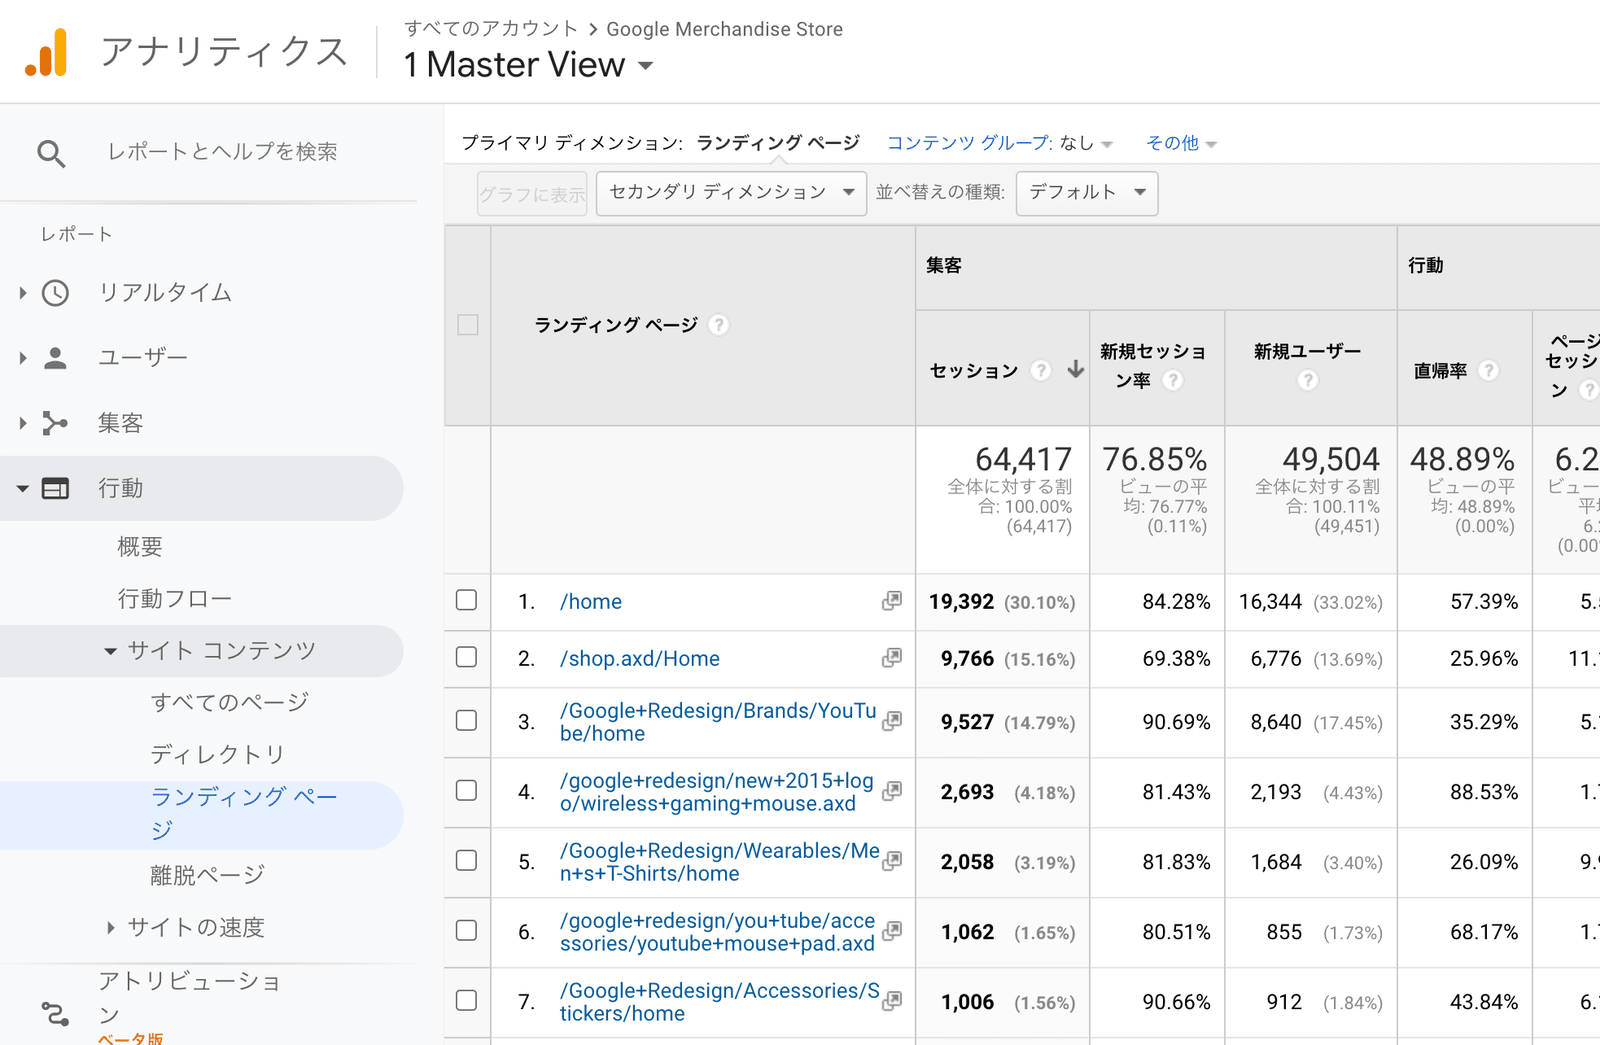 アナリティクス
すべてのアカウント > Google Merchandise Store
1 Master View
レポートとヘルプを検索
レポート
リアルタイム
ユーザー
集客
行動
概要
行動フロー
サイト コンテンツ
すべてのページ
ディレクトリ
ランディング ペー
ジ
離脱ページ
サイトの速度
アトリビューショ
ン
ベータ版
プライマリ ディメンション: ランディング ページ コンテンツ グループ: なし その他
グラフに表示 セカンダリ ディメンション 並べ替えの種類: デフォルト
集客 行動
ランディング ページ ?
セッション ?
新規セッショ
ン率 ?
新規ユーザー
?
直帰率 ?
ページ
セッシ
ン ?
64,417
全体に対する割
合: 100.00%
(64,417)
76.85%
ビューの平
均: 76.77%
(0.11%)
49,504
全体に対する割
合: 100.11%
(49,451)
48.89%
ビューの平
均: 48.89%
(0.00%)
6.2
ビュー
平
6.
(0.00
1. /home 19,392 (30.10%) 84.28% 16,344 (33.02%) 57.39% 5.
2. /shop.axd/Home 9,766 (15.16%) 69.38% 6,776 (13.69%) 25.96% 11.
3. /Google+Redesign/Brands/YouTu
be/home
9,527 (14.79%) 90.69% 8,640 (17.45%) 35.29% 5.
4. /google+redesign/new+2015+log
o/wireless+gaming+mouse.axd
2,693 (4.18%) 81.43% 2,193 (4.43%) 88.53% 1.
5. /Google+Redesign/Wearables/Me
n+s+T-Shirts/home
2,058 (3.19%) 81.83% 1,684 (3.40%) 26.09% 9.
6. /google+redesign/you+tube/acce
ssories/youtube+mouse+pad.axd
1,062 (1.65%) 80.51% 855 (1.73%) 68.17% 1.
7. /Google+Redesign/Accessories/S
tickers/home
1,006 (1.56%) 90.66% 912 (1.84%) 43.84% 6.